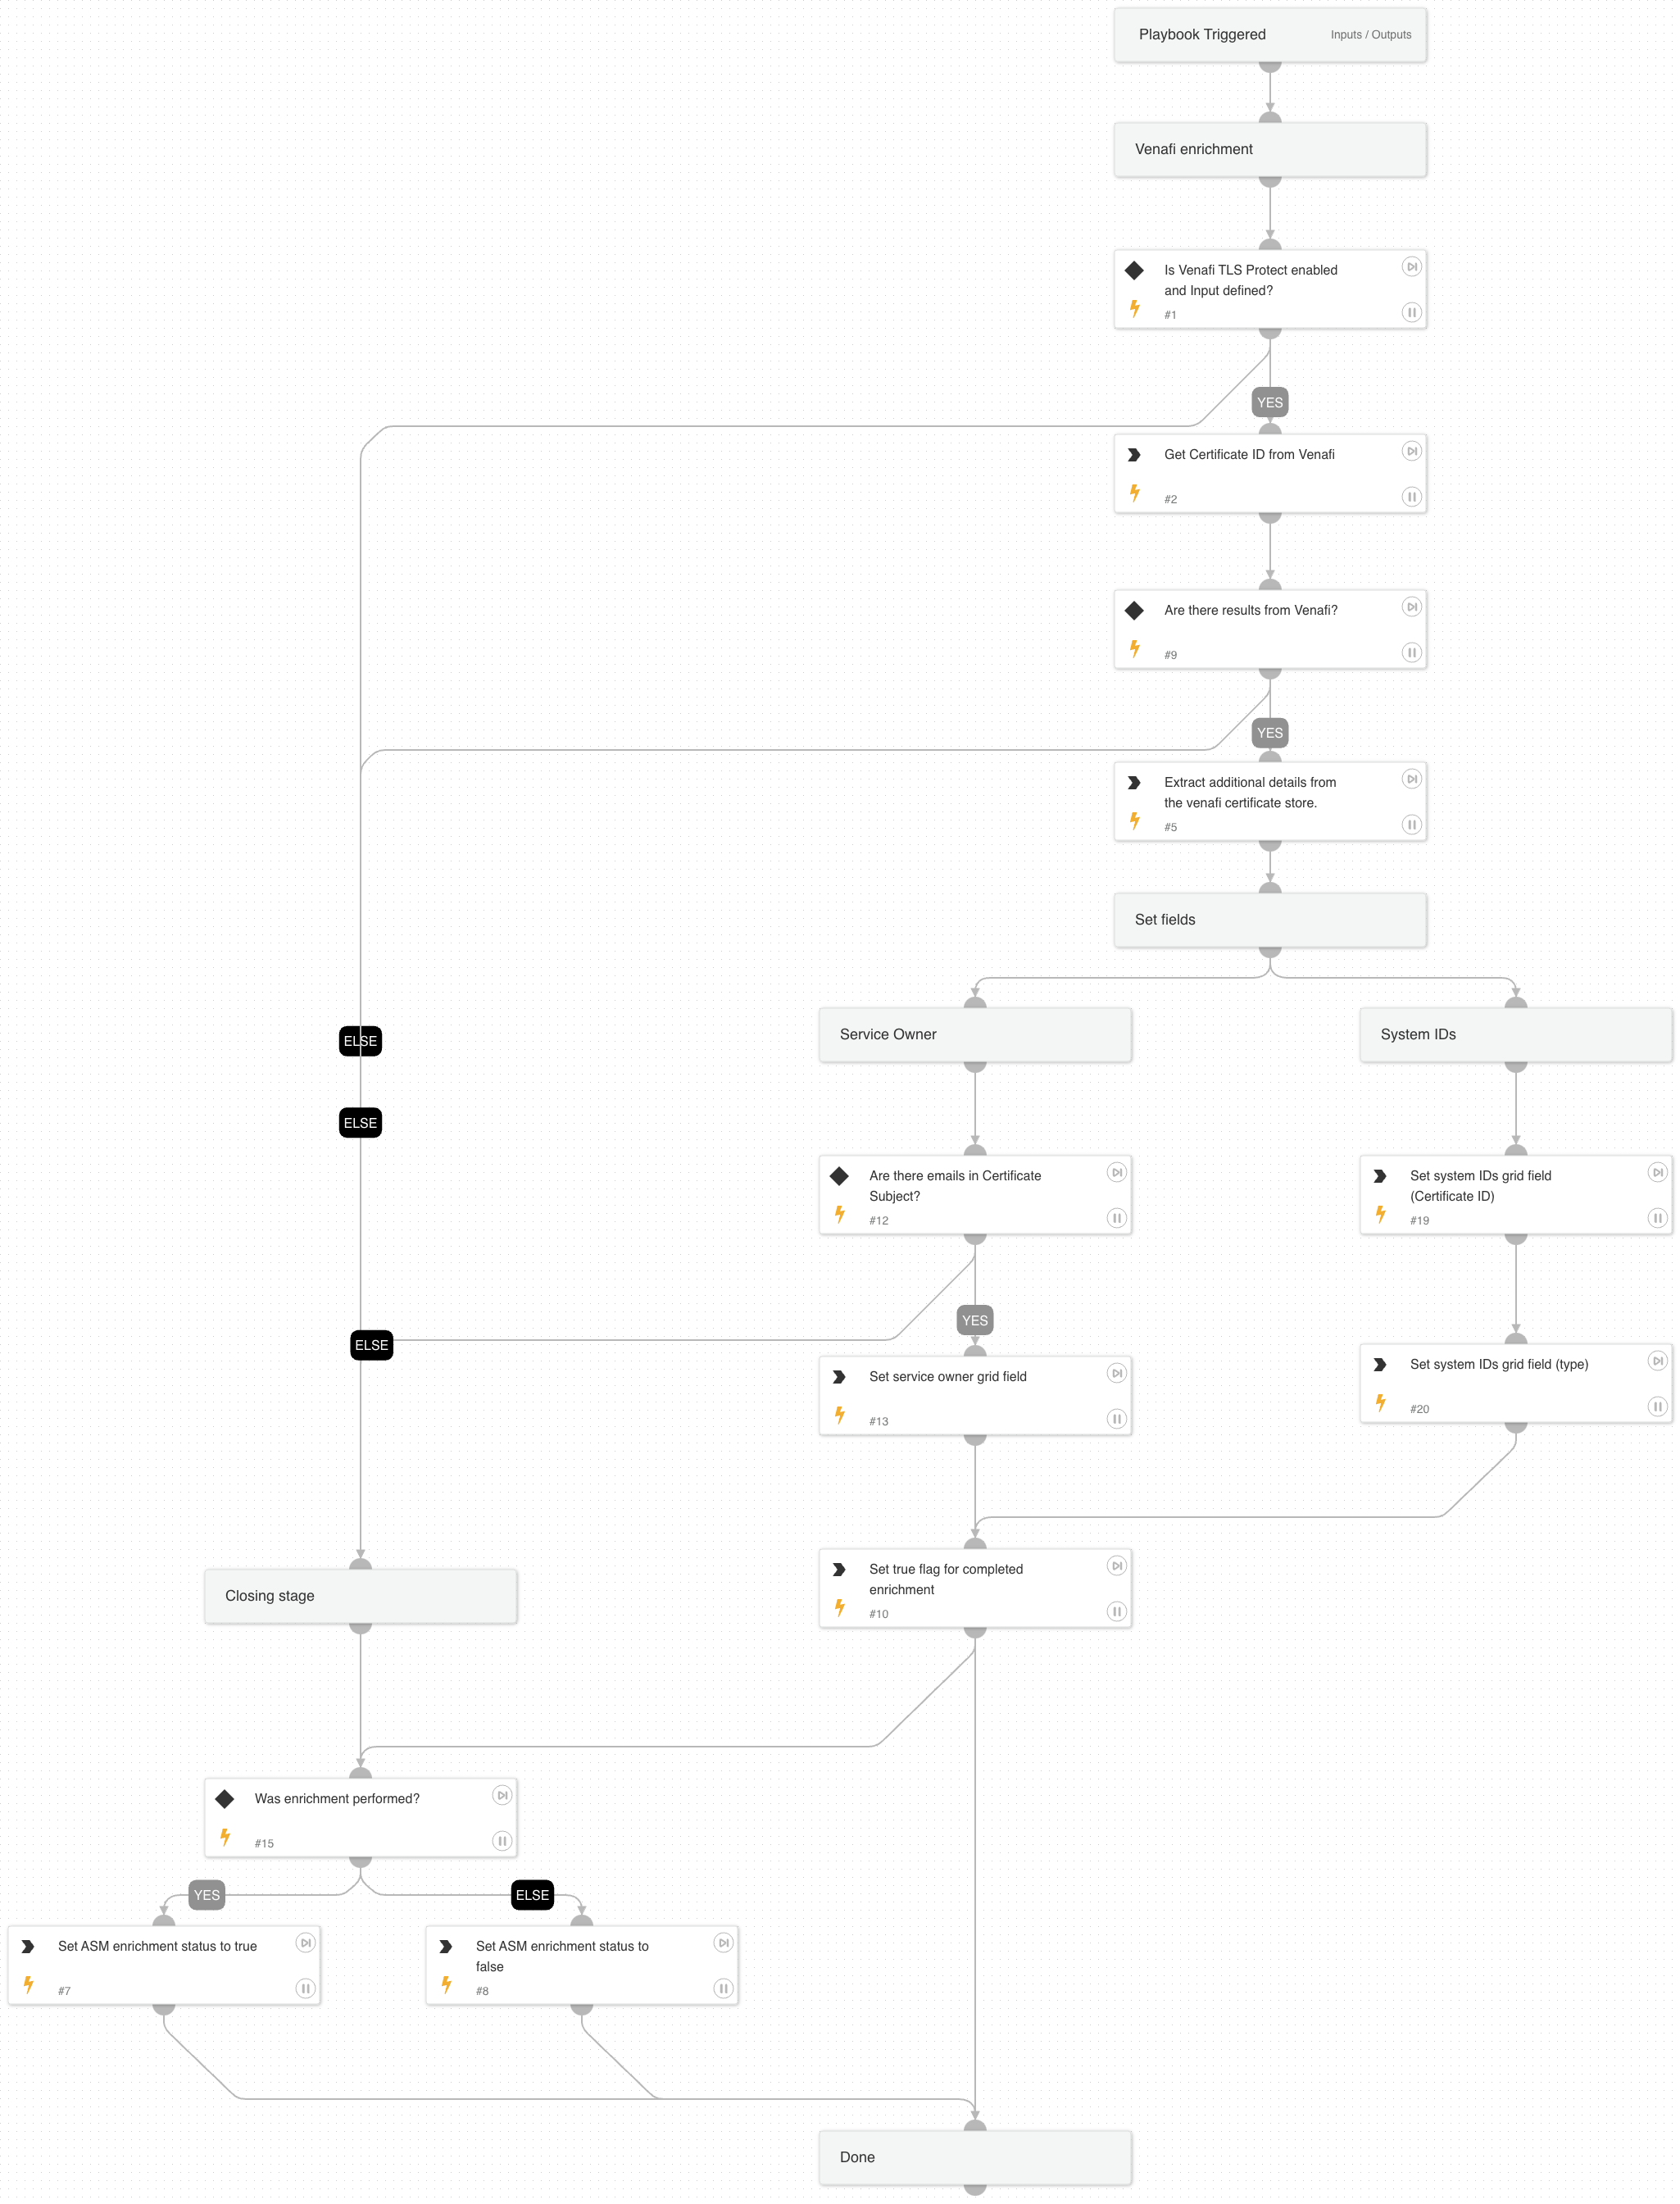 Playbook Triggered
Inputs / Outputs
Venafi enrichment
Is Venafi TLS Protect enabled
and Input defined?
#1
YES
Get Certificate ID from Venafi
#2
Are there results from Venafi?
#9
YES
Extract additional details from
the venafi certificate store.
#5
Set fields
ELSE
Service Owner
System IDs
ELSE
Are there emails in Certificate
Subject?
#12
Set system IDs grid field
(Certificate ID)
#19
YES
ELSE
Set service owner grid field
#13
Set system IDs grid field (type)
#20
Closing stage
Set true flag for completed
enrichment
#10
Was enrichment performed?
#15
YES
ELSE
Set ASM enrichment status to true
#7
Set ASM enrichment status to
false
#8
Done